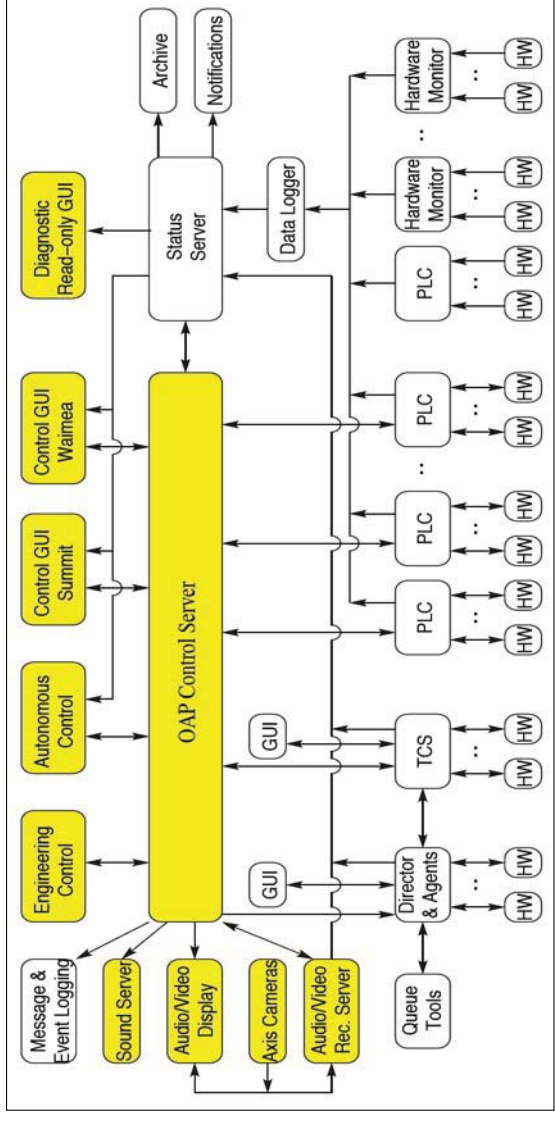 Message &
Event Logging
Engineering
Control
Autonomous
Control
Control GUI
Summit
Control GUI
Waimea
Diagnostic
Read-only GUI
Archive
Notifications
Sound Server
Audio/Video
Display
Axis Cameras
Audio/Video
Rec. Server
OAP Control Server
Status
Server
GUI
GUI
Data Logger
Queue
Tools
Director
& Agents
TCS
PLC
PLC
..
PLC
PLC
Hardware
Monitor
..
Hardware
Monitor
HW
..
HW
HW
..
HW
HW
..
HW
HW
..
HW
HW
..
HW
HW
..
HW
HW
..
HW
HW
..
HW